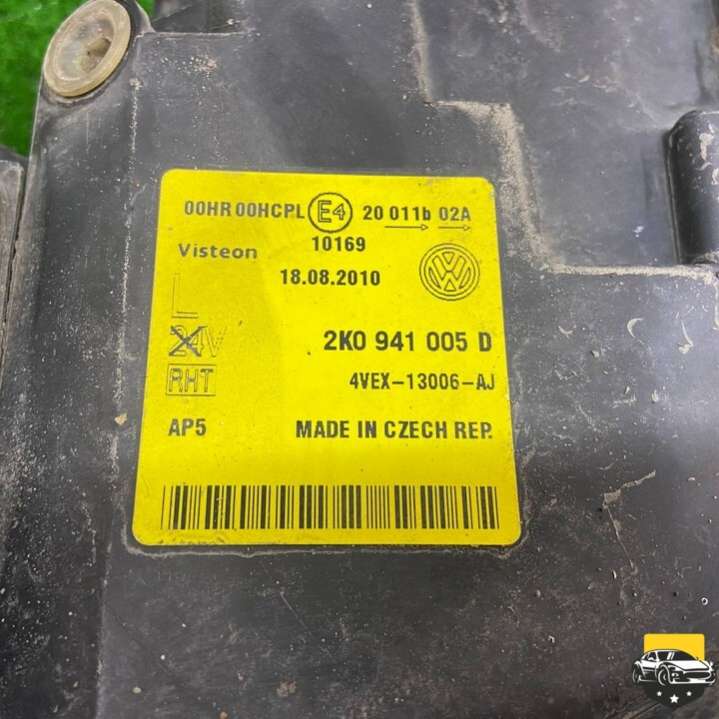 00HR 00HCPL E4 20 011b 02A
Visteon 10169
18.08.2010 VW
L
24V 2K0 941 005 D
RHT 4VEX-13006-AJ
AP5 MADE IN CZECH REP.